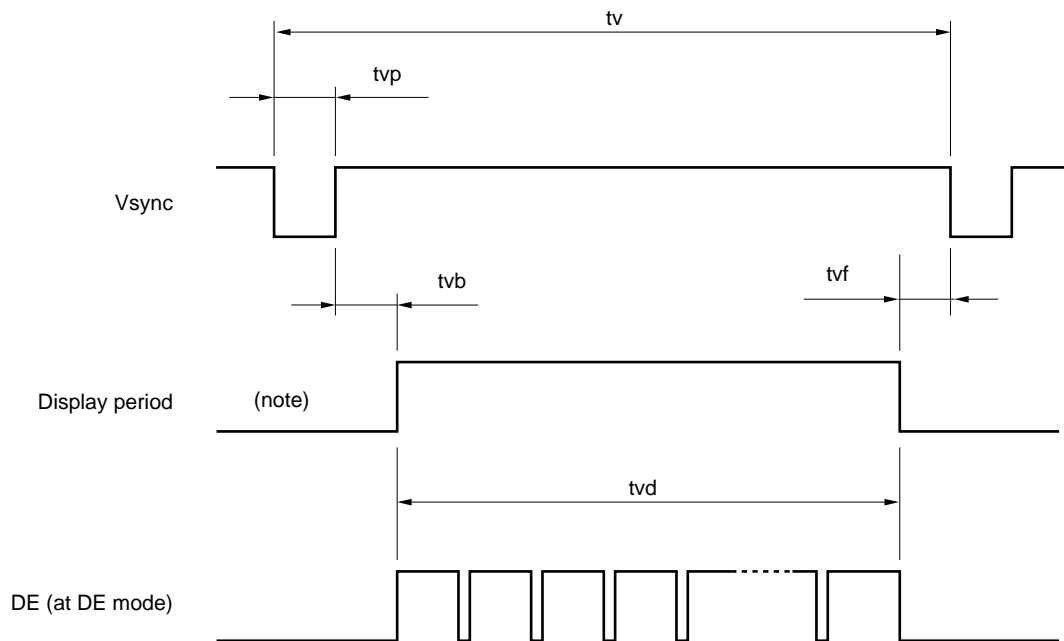 tv
tvp
Vsync
tvb
tvf
Display period
(note)
tvd
DE (at DE mode)